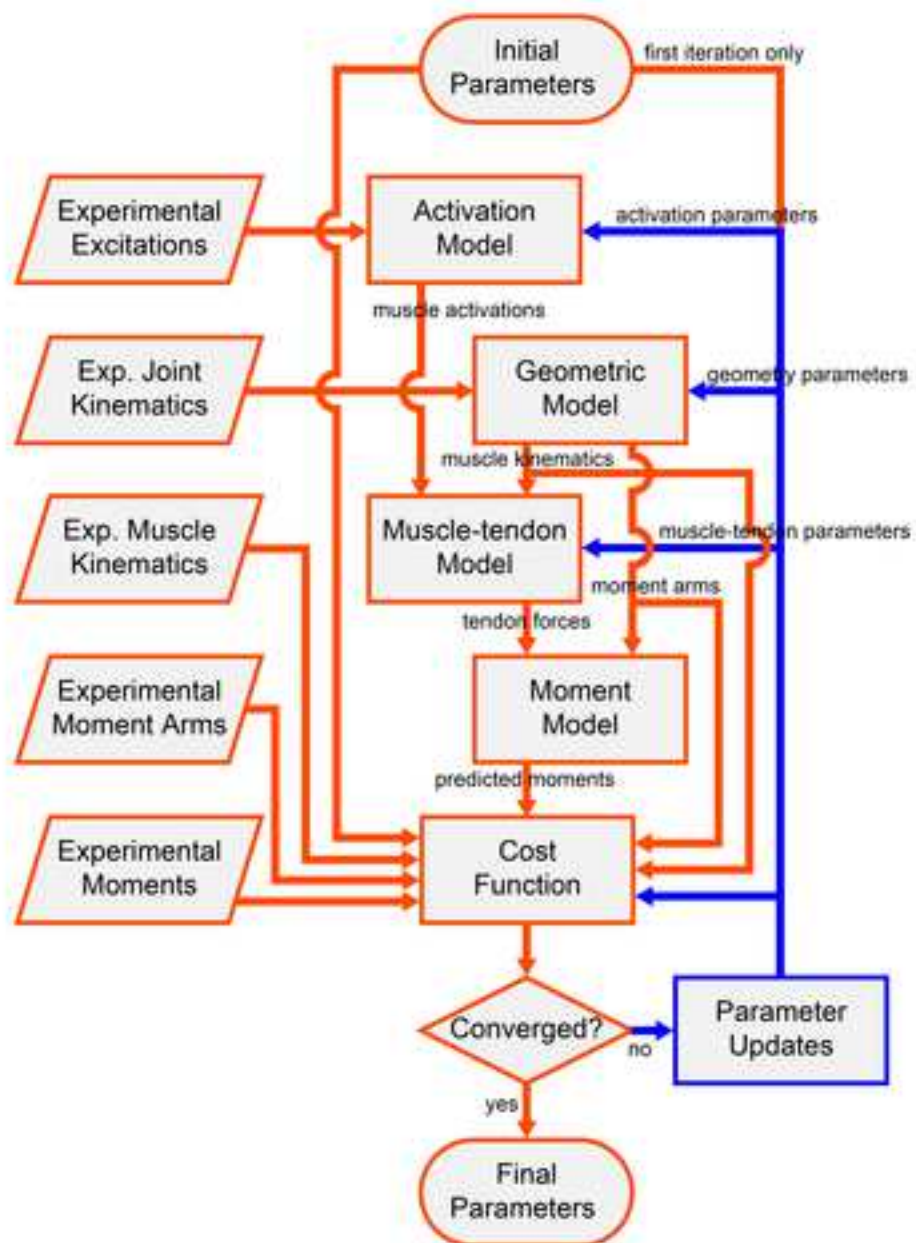 Initial
Parameters
first iteration only
Experimental
Excitations
Activation
Model
activation parameters
muscle activations
Exp. Joint
Kinematics
Geometric
Model
geometry parameters
muscle kinematics
Exp. Muscle
Kinematics
Muscle-tendon
Model
muscle-tendon parameters
moment arms
tendon forces
Experimental
Moment Arms
Moment
Model
predicted moments
Experimental
Moments
Cost
Function
Converged?
no
Parameter
Updates
yes
Final
Parameters